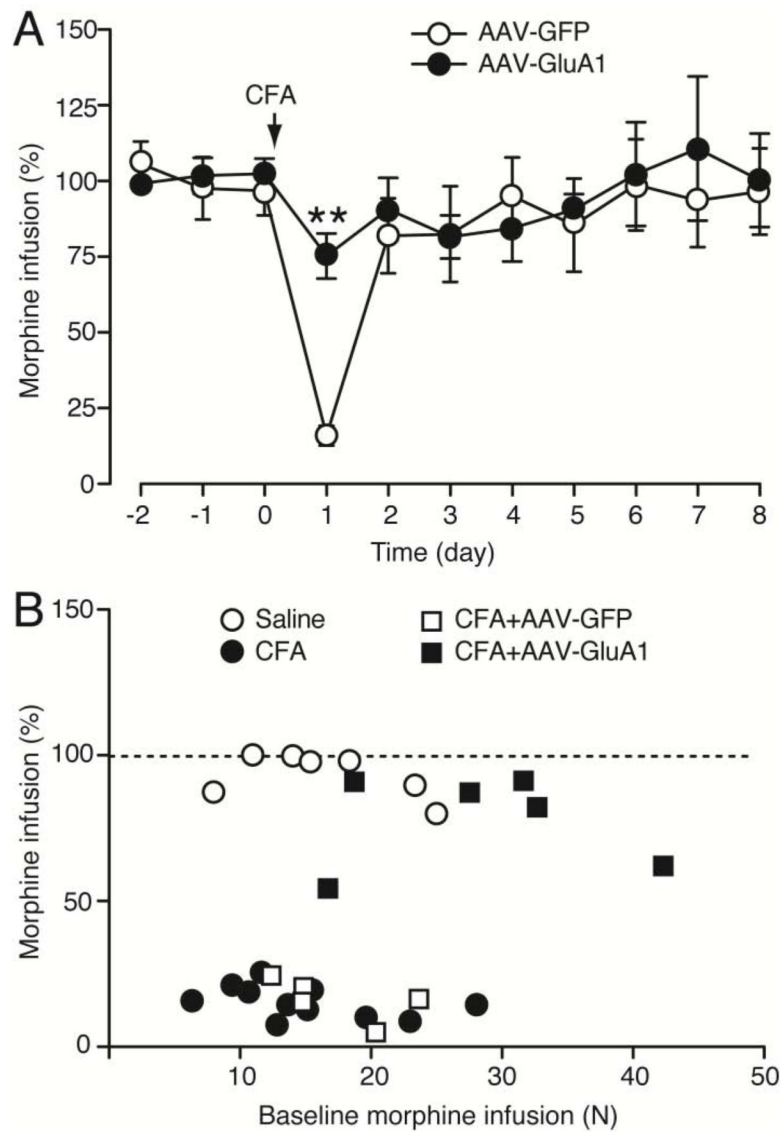 A
AAV-GFP
AAV-GluA1
CFA
**
Morphine infusion (%)
150
125
100
75
50
25
0
-2 -1 0 1 2 3 4 5 6 7 8
Time (day)
B
Saline
CFA
CFA+AAV-GFP
CFA+AAV-GluA1
Morphine infusion (%)
150
100
50
0
10 20 30 40 50
Baseline morphine infusion (N)